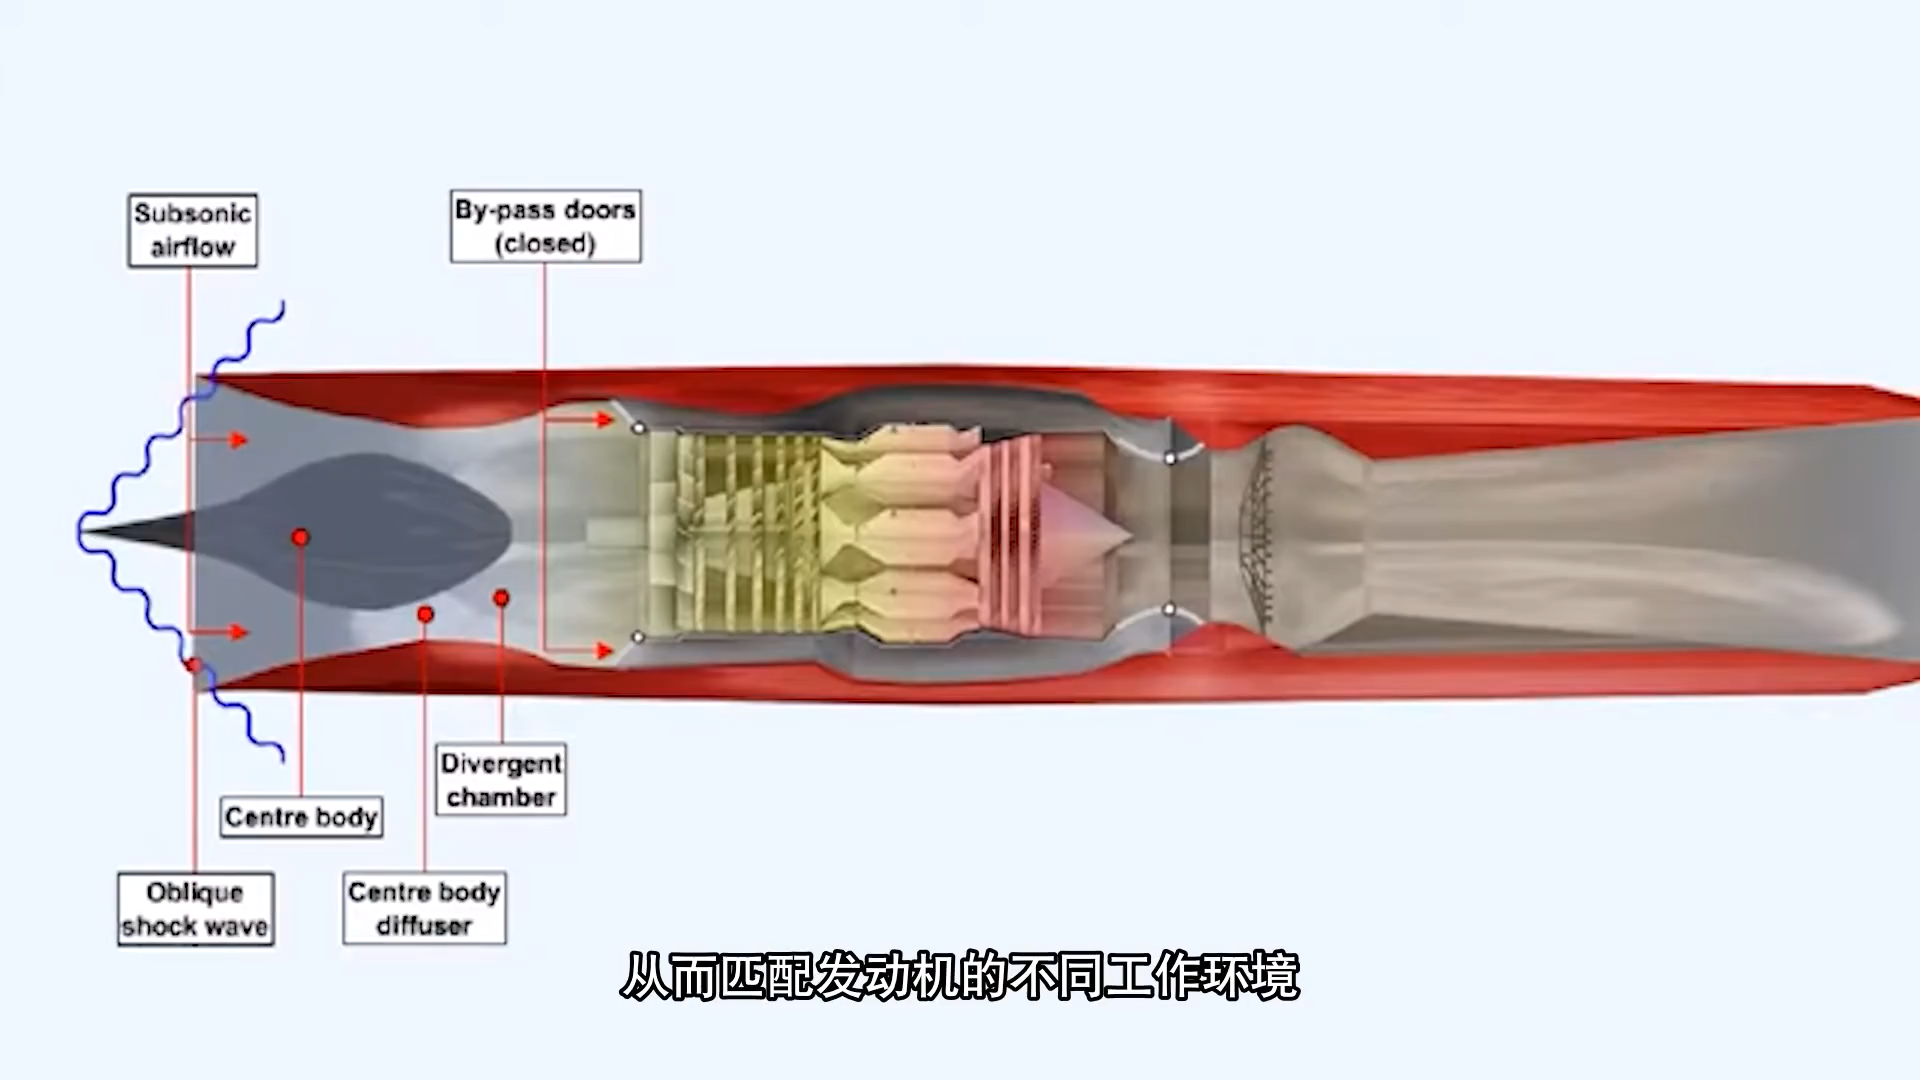 Subsonic
airflow
By-pass doors
(closed)
Divergent
chamber
Centre body
Oblique
shock wave
Centre body
diffuser
从而匹配发动机的不同工作环境